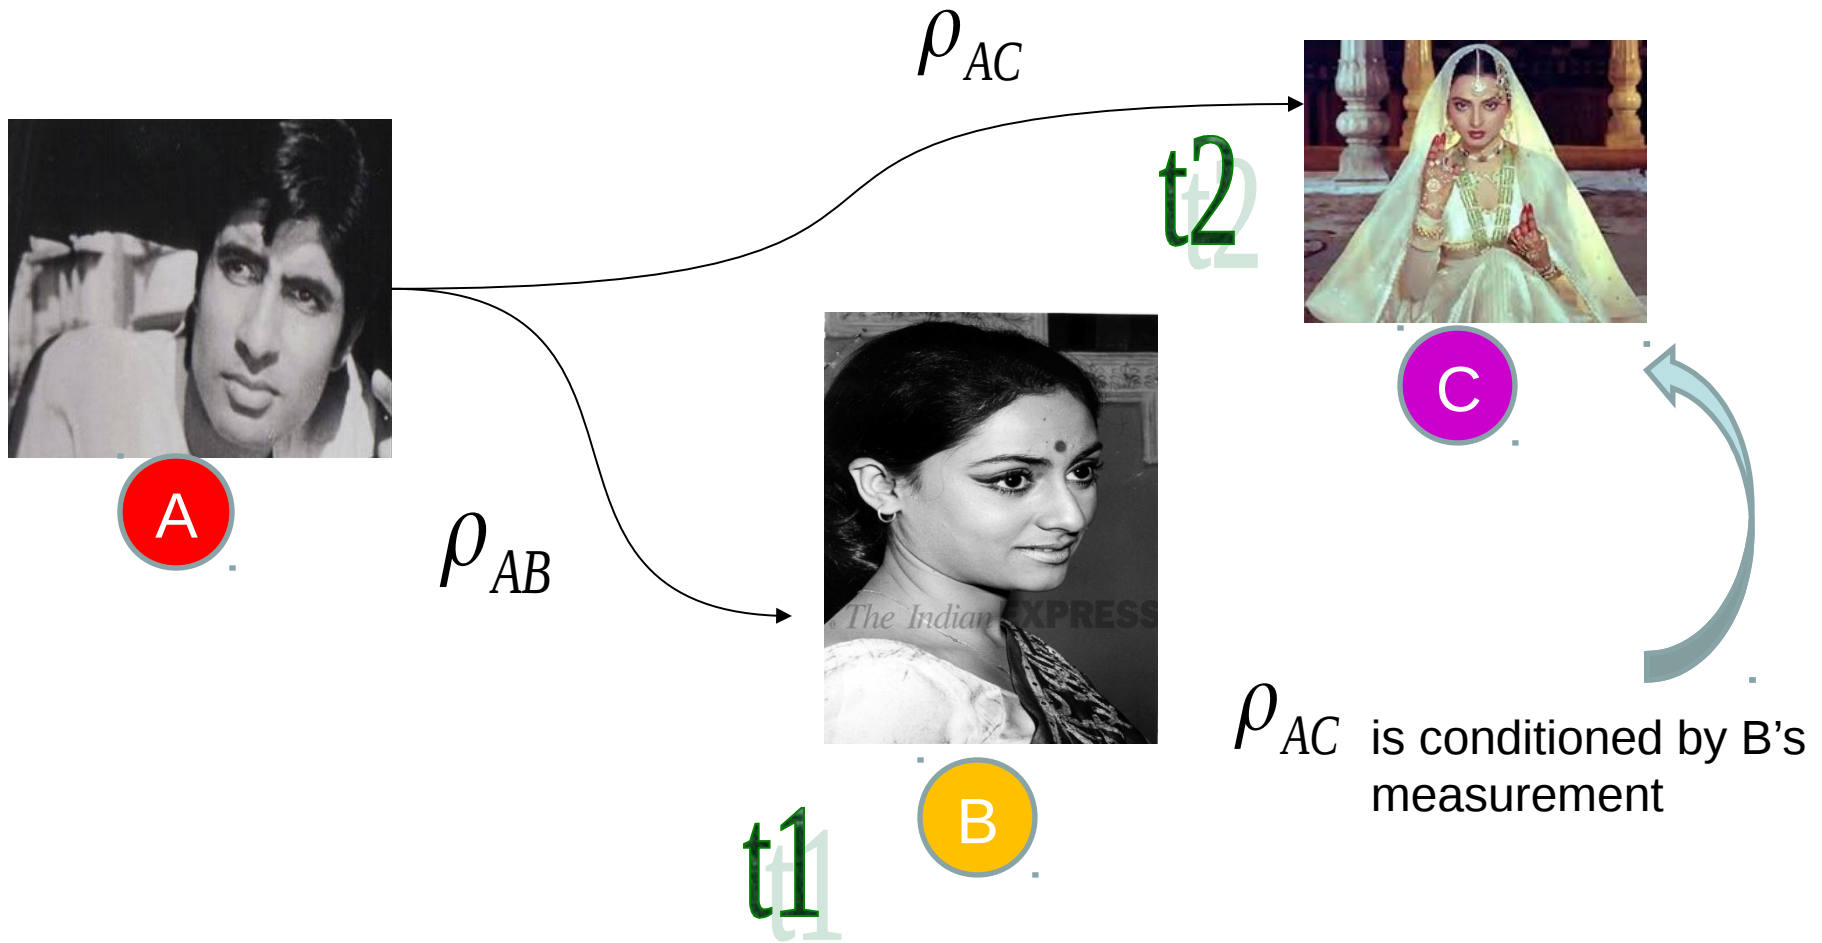 ρAC
t2
C
A
ρAB
The Indian EXPRESS
ρAC is conditioned by B’s
measurement
B
t1